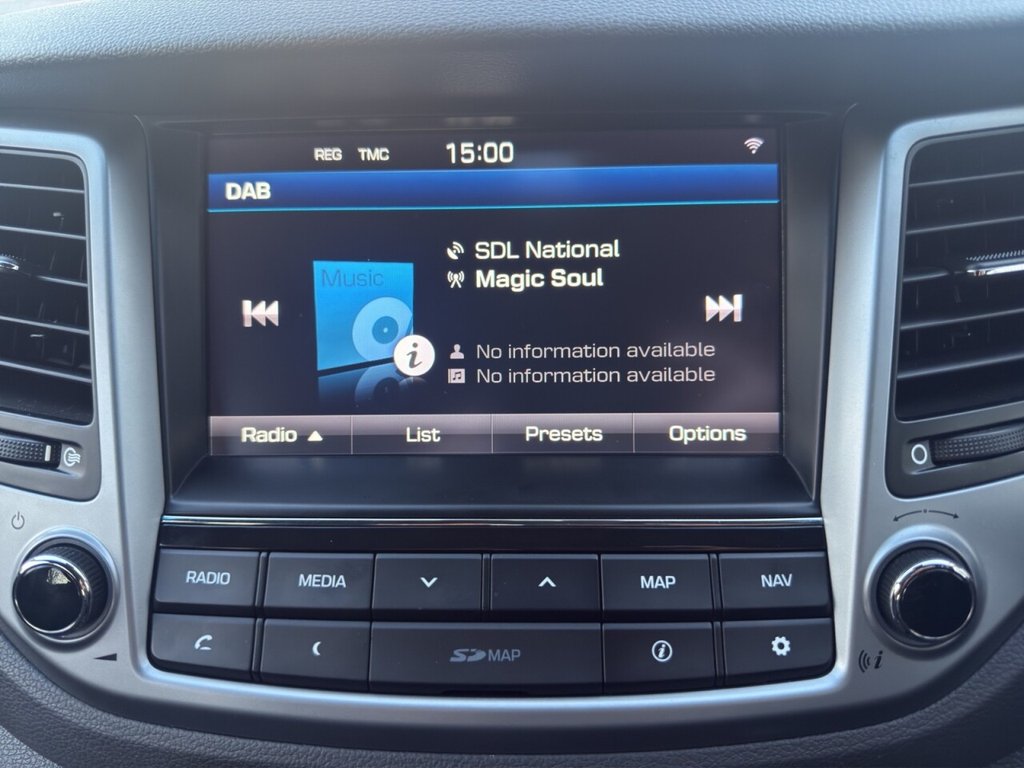 REG TMC 15:00
DAB
SDL National
Magic Soul
Music
i
No information available
No information available
Radio ▲ List Presets Options
RADIO MEDIA MAP NAV
SD MAP i
i